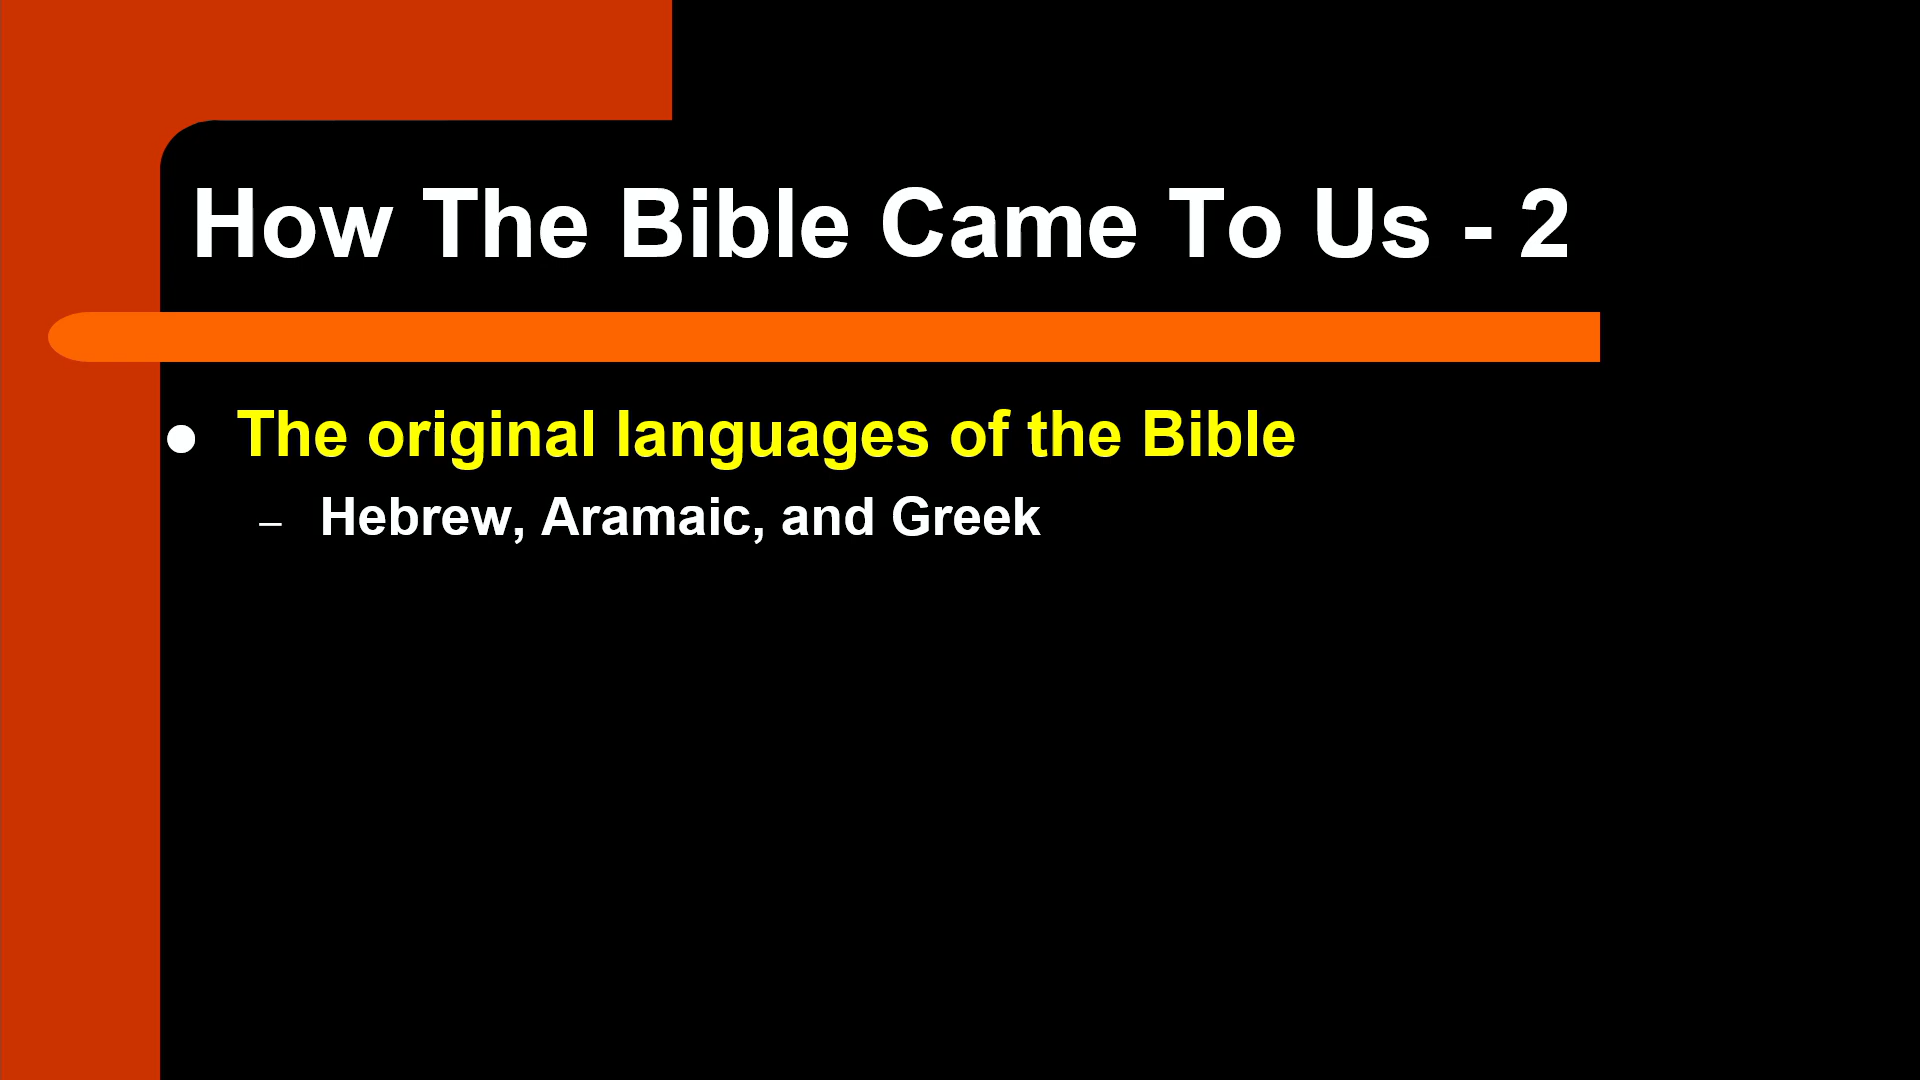 How The Bible Came To Us - 2
● The original languages of the Bible
– Hebrew, Aramaic, and Greek